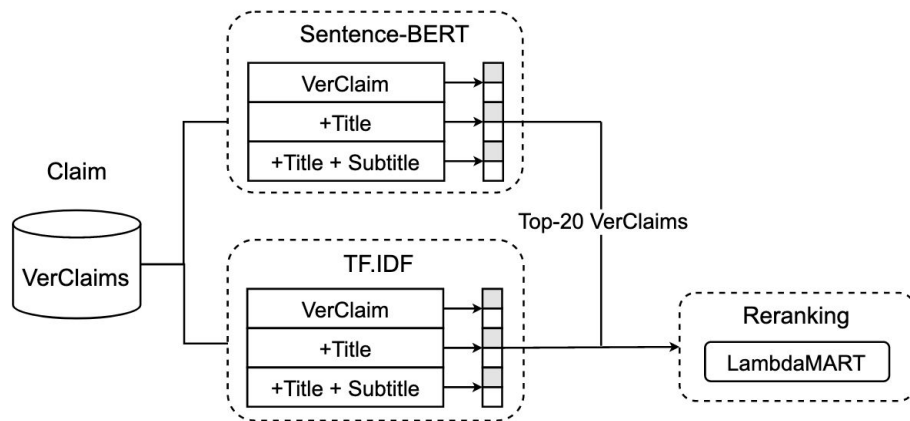 Sentence-BERT
VerClaim
+Title
+Title + Subtitle
Claim
VerClaims
Top-20 VerClaims
TF.IDF
VerClaim
+Title
+Title + Subtitle
Reranking
LambdaMART